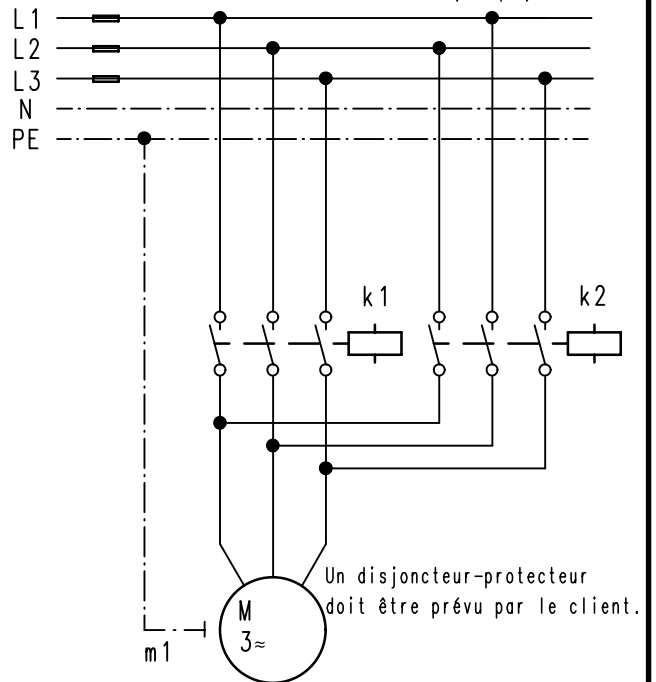 L1
L2
L3
N
PE
k1
k2
Un disjoncteur-protecteur
doit être prévu par le client.
M
3≈
m1